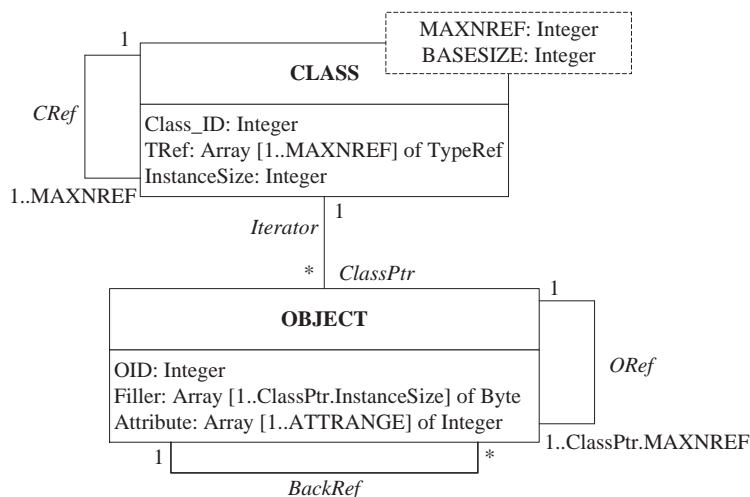 MAXNREF: Integer
BASESIZE: Integer
1
CLASS
CRef
Class_ID: Integer
TRef: Array [1..MAXNREF] of TypeRef
InstanceSize: Integer
1..MAXNREF
1
Iterator
* ClassPtr
1
OBJECT
OID: Integer
Filler: Array [1..ClassPtr.InstanceSize] of Byte
Attribute: Array [1..ATTRANGE] of Integer
ORef
1..ClassPtr.MAXNREF
1 *
BackRef